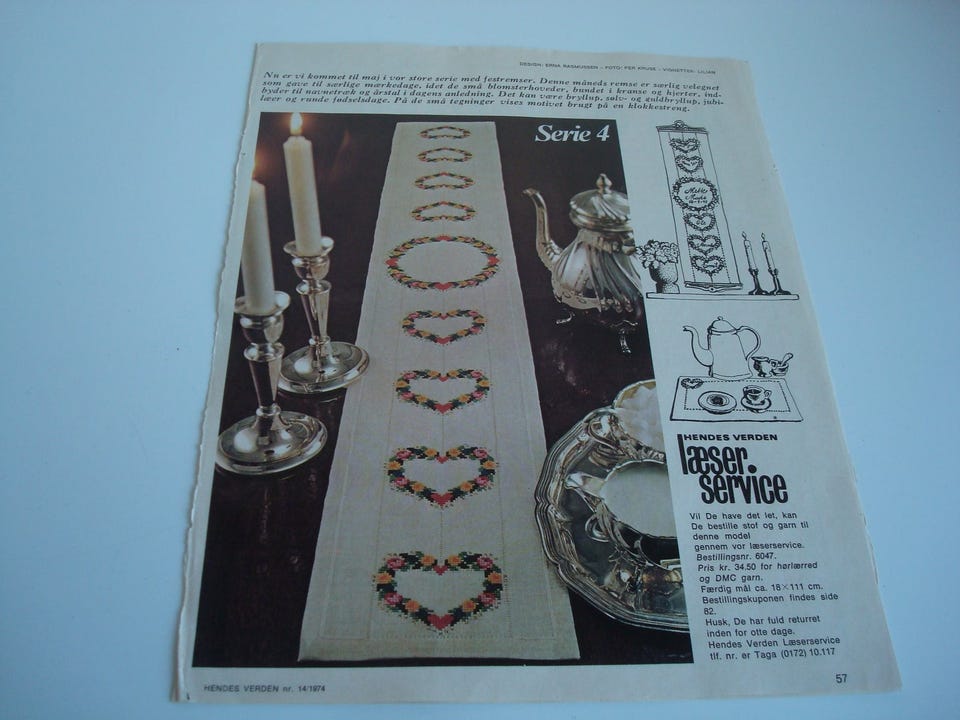 DESIGN: ERNA RASMUSSEN - FOTO: PER KRUSE - VIGNETTER: LILIAN
Nu er vi kommet til maj i vor store serie med festremser. Denne måneds remse er særlig velegnet
som gave til særlige mærkedage, idet de små blomsterhoveder, bundet i kranse og hjerter, ind-
byder til navnetræk og årstal i dagens anledning. Det kan være bryllup, sølv- og guldbryllup, jubi-
læer og runde fødselsdage. På de små tegninger vises motivet brugt på en klokkestreng.
Serie 4
HENDES VERDEN
læser.
service
Vil De have det let, kan
De bestille stof og garn til
denne model
gennem vor læserservice.
Bestillingsnr. 6047.
Pris kr. 34.50 for hørlærred
og DMC garn.
Færdig mål ca. 18×111 cm.
Bestillingskuponen findes side
82.
Husk, De har fuld returret
inden for otte dage.
Hendes Verden Læserservice
tlf. nr. er Taga (0172) 10.117
HENDES VERDEN nr. 14/1974
57